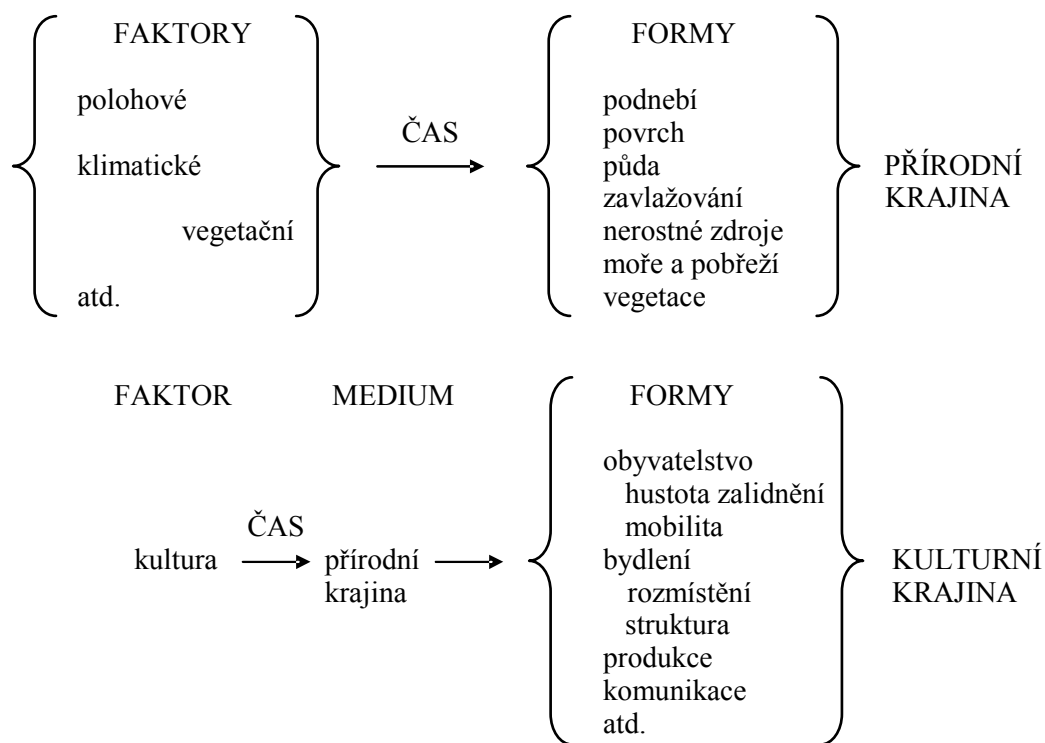 FAKTORY
polohové
klimatické
vegetační
atd.
ČAS
FORMY
podnebí
povrch
půda
zavlažování
nerostné zdroje
moře a pobřeží
vegetace
PŘÍRODNÍ
KRAJINA
FAKTOR
MEDIUM
FORMY
kultura
ČAS
přírodní
krajina
obyvatelstvo
hustota zalidnění
mobilita
bydlení
rozmístění
struktura
produkce
komunikace
atd.
KULTURNÍ
KRAJINA